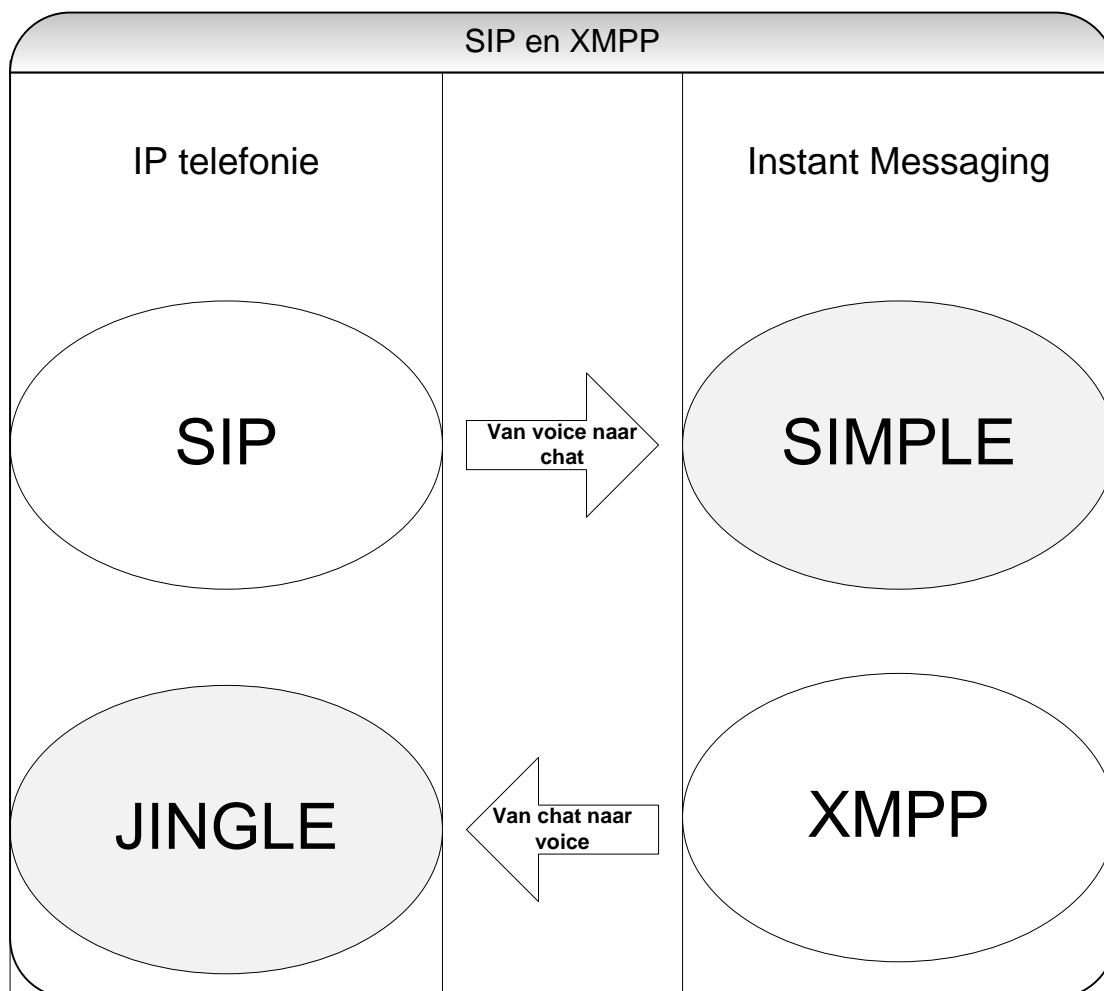 SIP en XMPP
IP telefonie
Instant Messaging
SIP
Van voice naar
chat
SIMPLE
JINGLE
Van chat naar
voice
XMPP